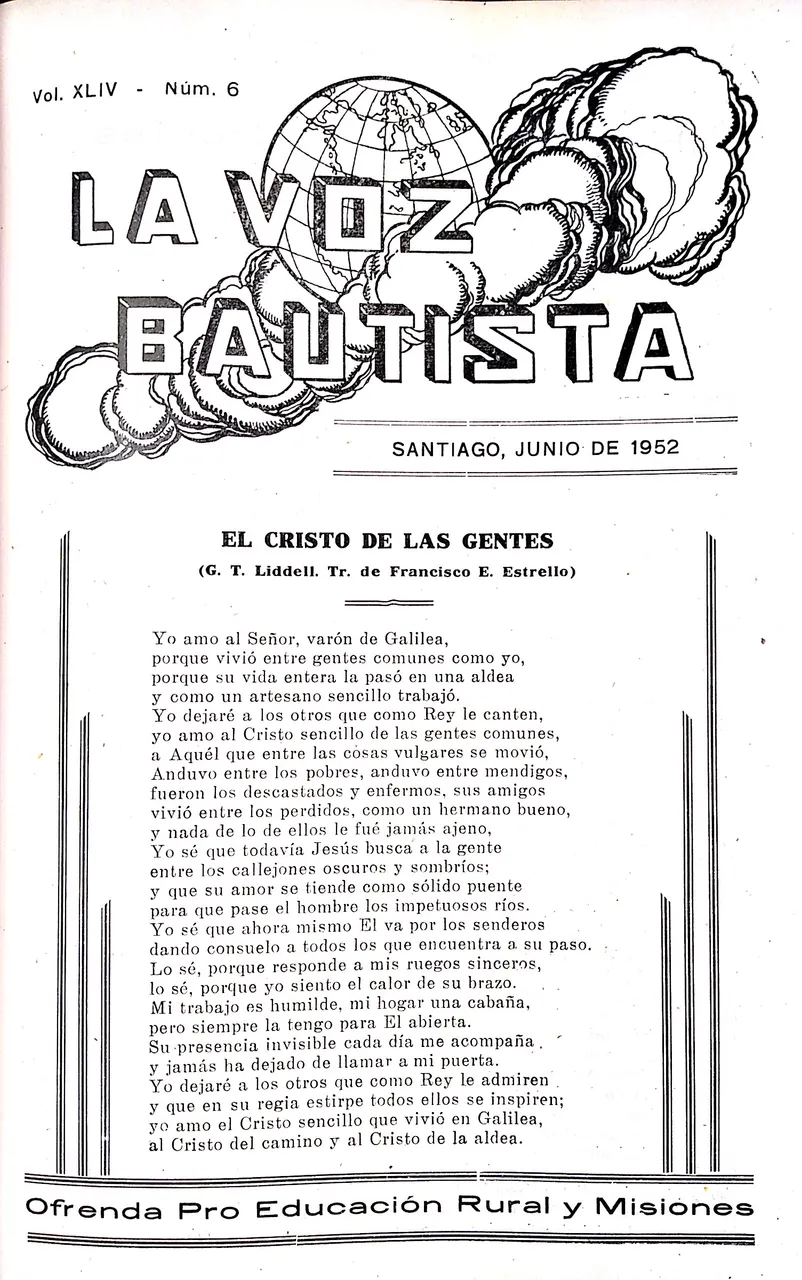 Vol. XLIV - Núm. 6
LA VOZ
BAUTISTA
SANTIAGO, JUNIO DE 1952
EL CRISTO DE LAS GENTES
(G. T. Liddell. Tr. de Francisco E. Estrello)
Yo amo al Señor, varón de Galilea,
porque vivió entre gentes comunes como yo,
porque su vida entera la pasó en una aldea
y como un artesano sencillo trabajó.
Yo dejaré a los otros que como Rey le canten,
yo amo al Cristo sencillo de las gentes comunes,
a Aquél que entre las cosas vulgares se movió,
Anduvo entre los pobres, anduvo entre mendigos,
fueron los descastados y enfermos, sus amigos
vivió entre los perdidos, como un hermano bueno,
y nada de lo de ellos le fué jamás ajeno,
Yo sé que todavía Jesús busca a la gente
entre los callejones oscuros y sombríos;
y que su amor se tiende como sólido puente
para que pase el hombre los impetuosos ríos.
Yo sé que ahora mismo El va por los senderos
dando consuelo a todos los que encuentra a su paso.
Lo sé, porque responde a mis ruegos sinceros,
lo sé, porque yo siento el calor de su brazo.
Mi trabajo es humilde, mi hogar una cabaña,
pero siempre la tengo para El abierta.
Su presencia invisible cada día me acompaña.
y jamás ha dejado de llamar a mi puerta.
Yo dejaré a los otros que como Rey le admiren
y que en su regia estirpe todos ellos se inspiren;
yo amo el Cristo sencillo que vivió en Galilea,
al Cristo del camino y al Cristo de la aldea.
Ofrenda Pro Educación Rural y Misiones